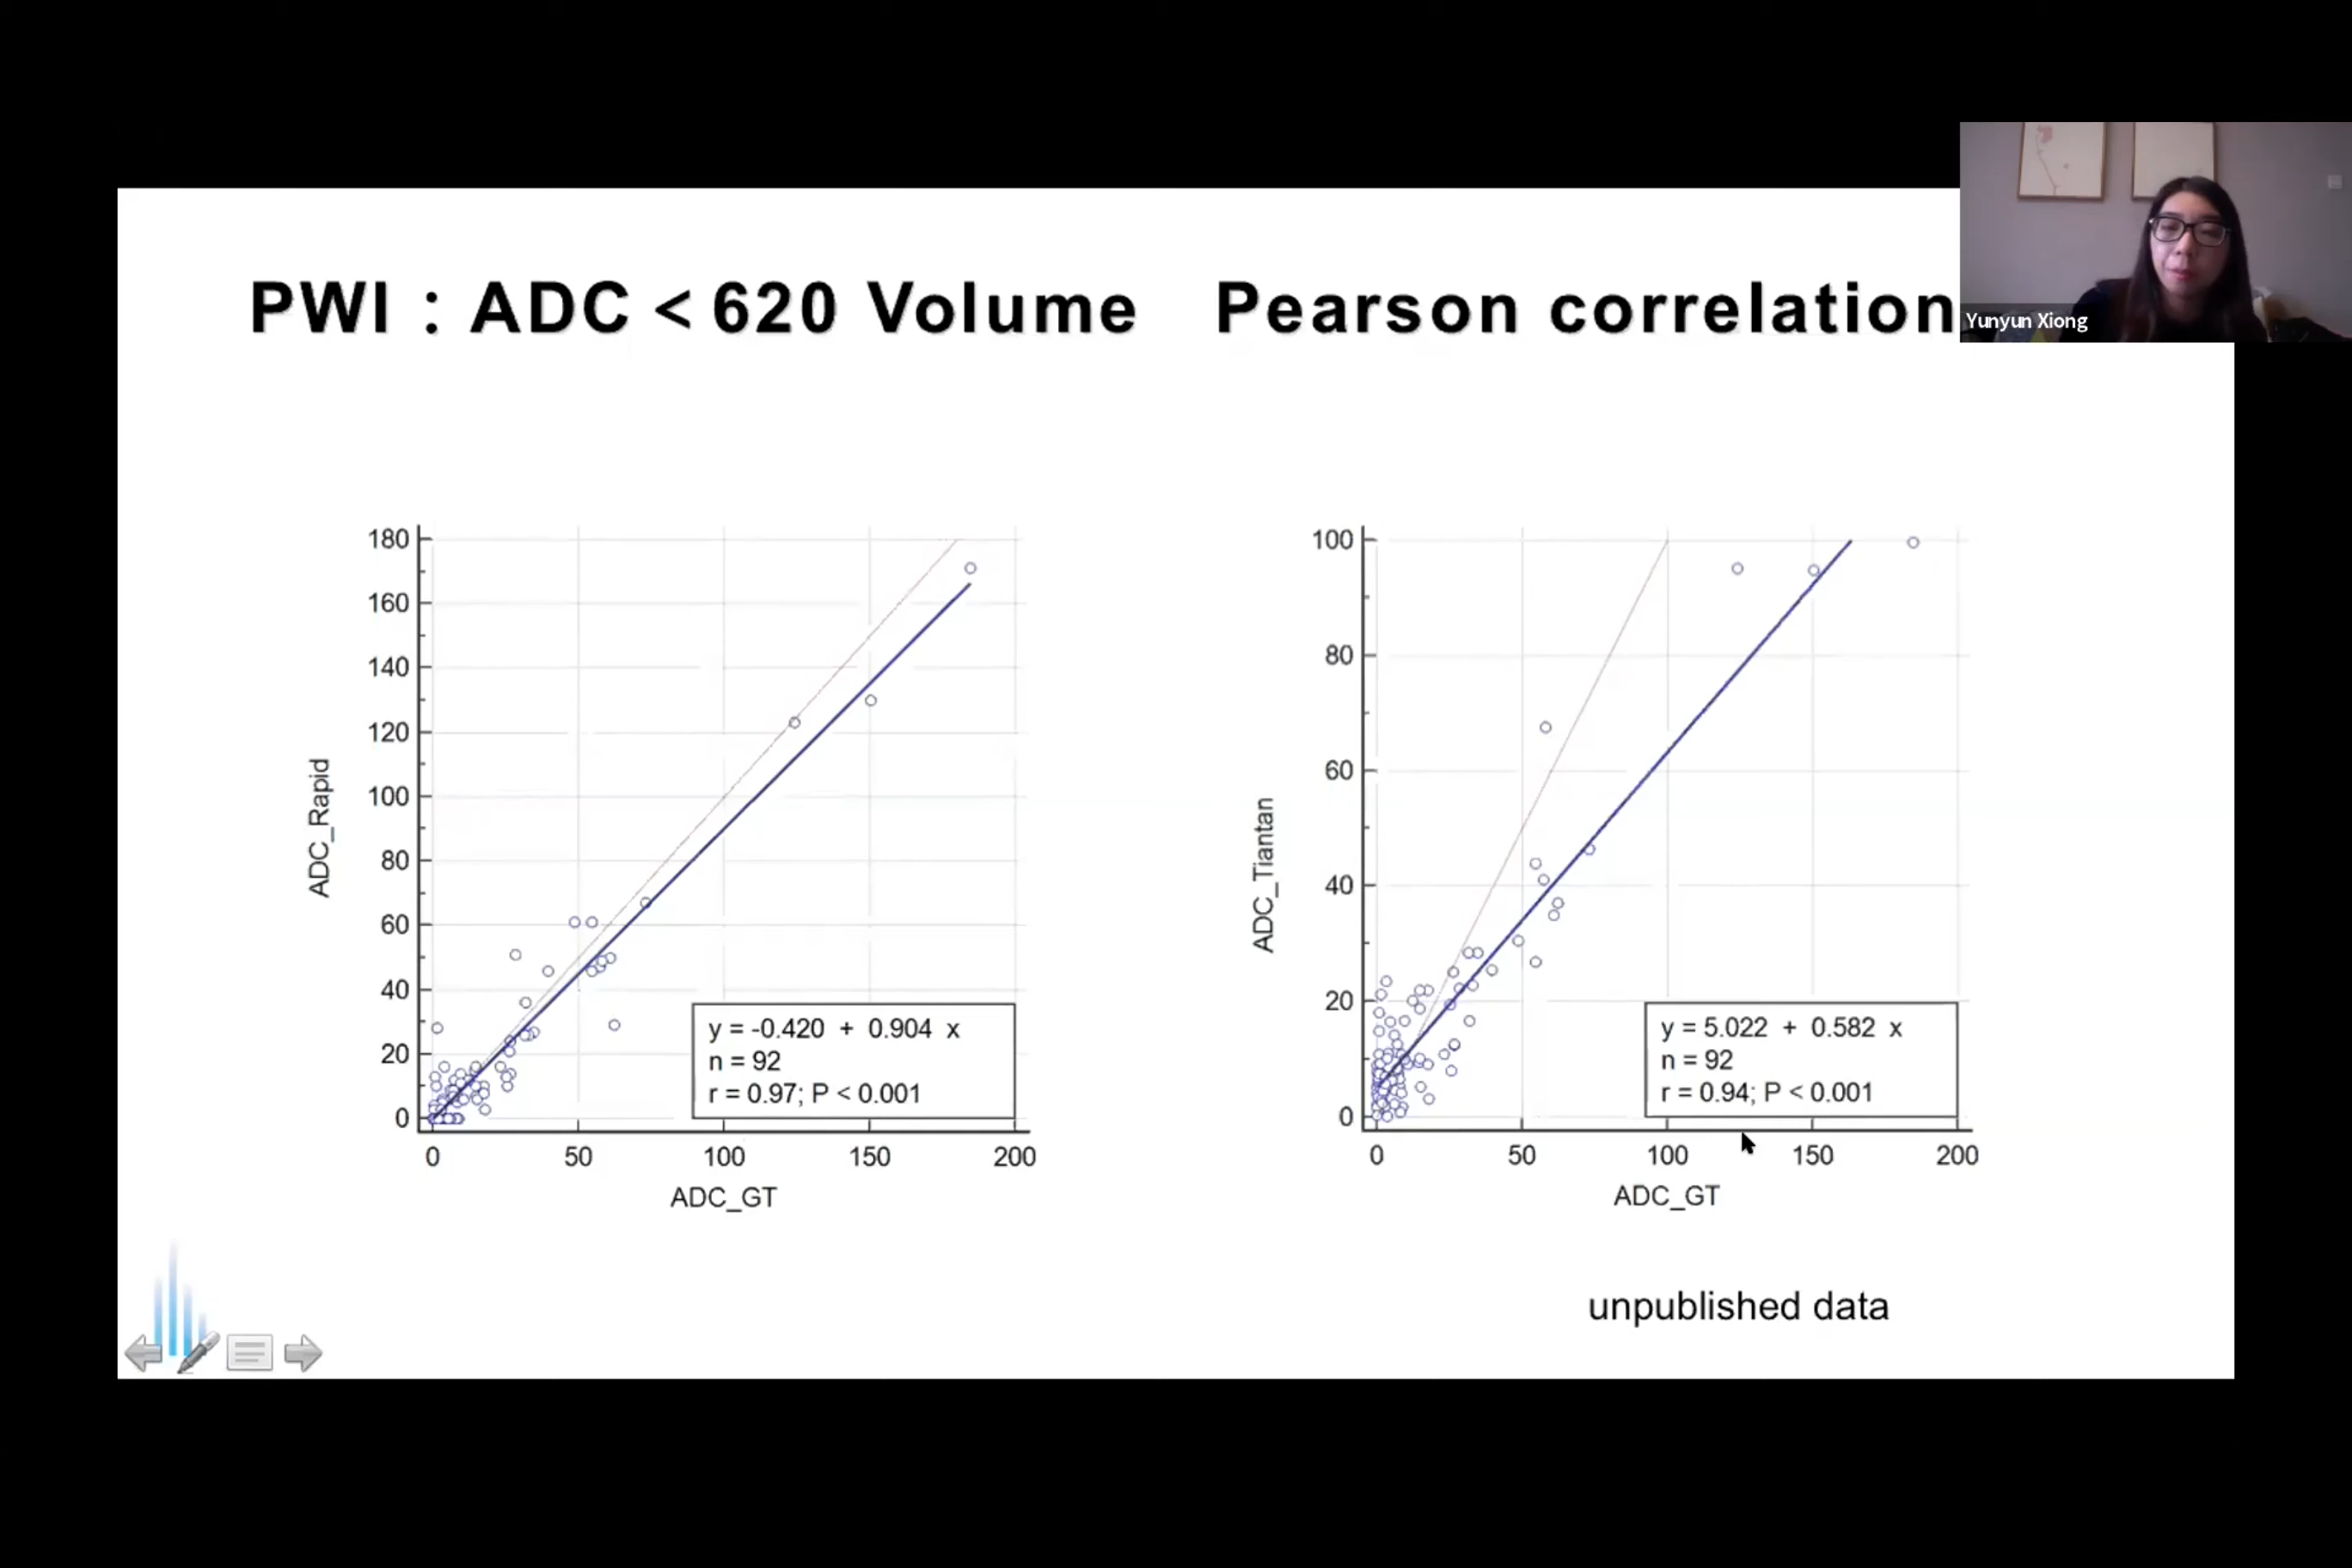 PWI : ADC < 620 Volume Pearson correlation
Yunyun Xiong
180
160
140
120
100
80
60
40
20
0
ADC_Rapid
0 50 100 150 200
ADC_GT
y = -0.420 + 0.904 x
n = 92
r = 0.97; P < 0.001
100
80
60
40
20
0
ADC_Tiantan
0 50 100 150 200
ADC_GT
y = 5.022 + 0.582 x
n = 92
r = 0.94; P < 0.001
unpublished data